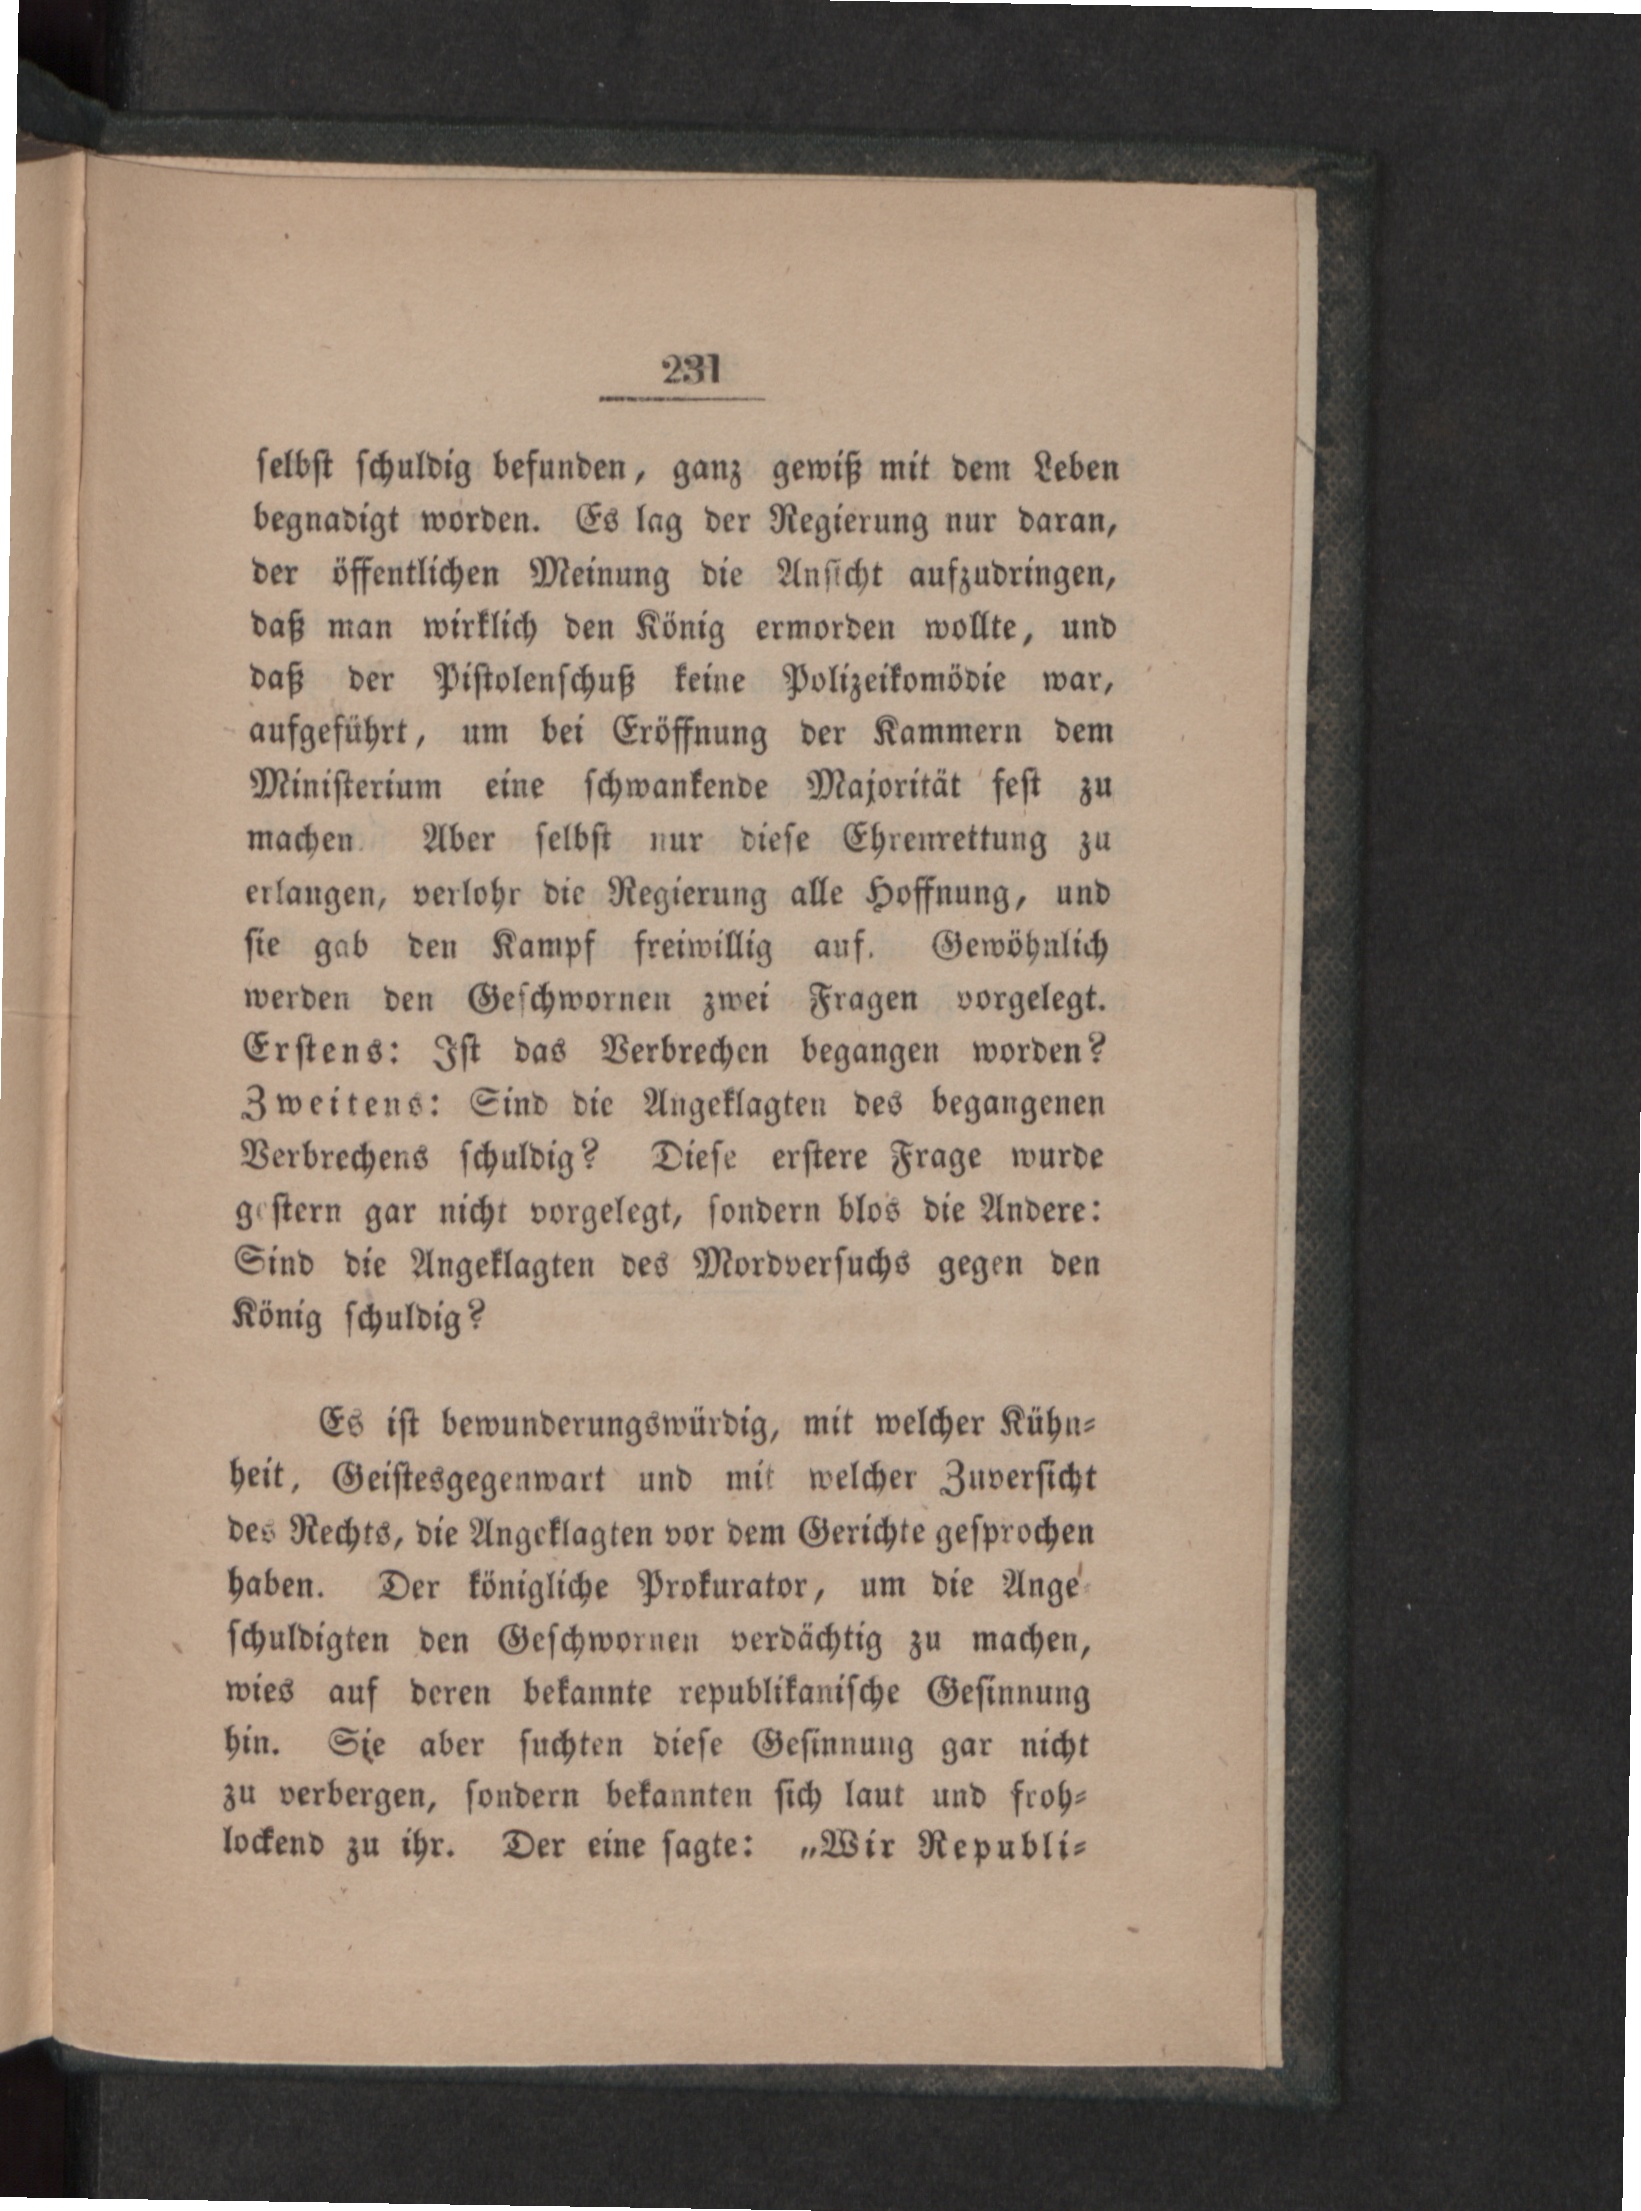 231
selbst schuldig befunden, ganz gewiß mit dem Leben
begnadigt worden. Es lag der Regierung nur daran,
der öffentlichen Meinung die Ansicht aufzudringen,
daß man wirklich den König ermorden wollte, und
daß der Pistolenschuß keine Polizeikomödie war,
aufgeführt, um bei Eröffnung der Kammern dem
Ministerium eine schwankende Majorität fest zu
machen. Aber selbst nur diese Ehrenrettung zu
erlangen, verlohr die Regierung alle Hoffnung, und
sie gab den Kampf freiwillig auf. Gewöhnlich
werden den Geschwornen zwei Fragen vorgelegt.
Erstens: Ist das Verbrechen begangen worden?
Zweitens: Sind die Angeklagten des begangenen
Verbrechens schuldig? Diese erstere Frage wurde
gestern gar nicht vorgelegt, sondern blos die Andere:
Sind die Angeklagten des Mordversuchs gegen den
König schuldig?
Es ist bewunderungswürdig, mit welcher Kühn-
heit, Geistesgegenwart und mit welcher Zuversicht
des Rechts, die Angeklagten vor dem Gerichte gesprochen
haben. Der königliche Prokurator, um die Ange-
schuldigten den Geschwornen verdächtig zu machen,
wies auf deren bekannte republikanische Gesinnung
hin. Sie aber suchten diese Gesinnung gar nicht
zu verbergen, sondern bekannten sich laut und froh-
lockend zu ihr. Der eine sagte: „Wir Republi-